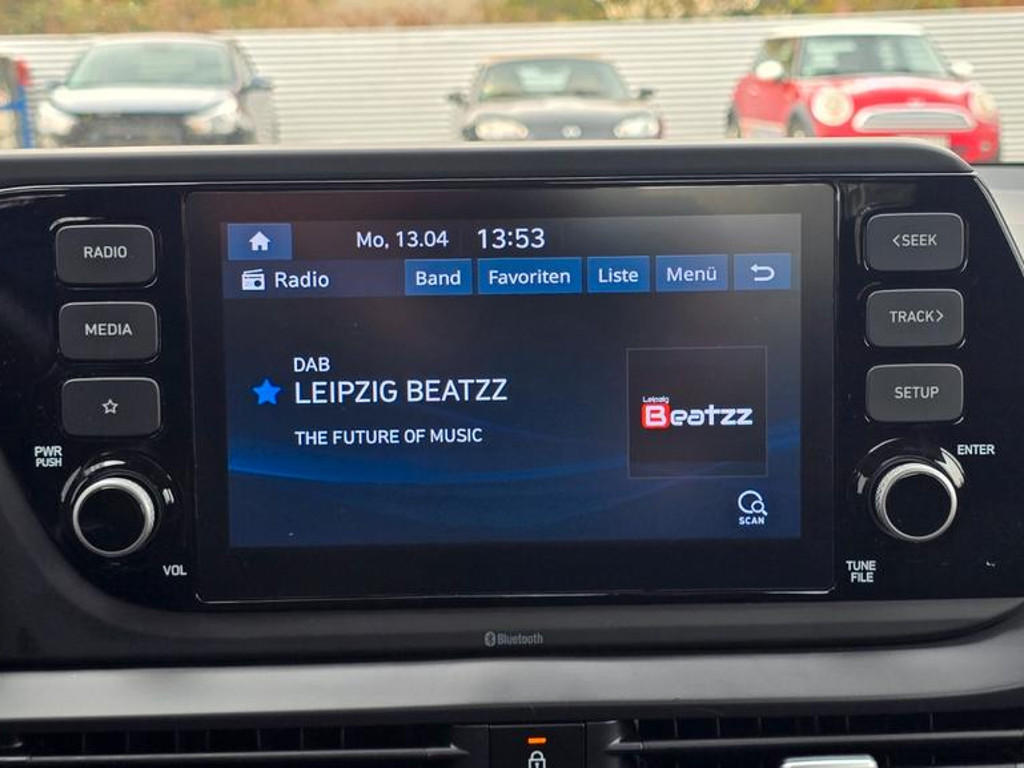 RADIO
MEDIA
PWR
PUSH
VOL
Mo, 13.04 13:53
Radio Band Favoriten Liste Menü
DAB
LEIPZIG BEATZZ
THE FUTURE OF MUSIC
Leipzig
Beatzz
SCAN
<SEEK
TRACK>
SETUP
ENTER
TUNE
FILE
Bluetooth